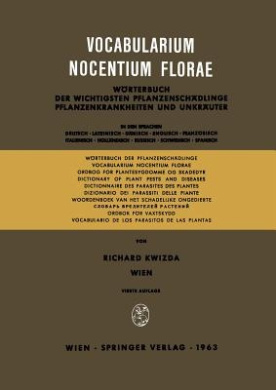 VOCABULARIUM
NOCENTIUM FLORAE
WÖRTERBUCH
DER WICHTIGSTEN PFLANZENSCHÄDLINGE
PFLANZENKRANKHEITEN UND UNKRÄUTER
IN DEN SPRACHEN
DEUTSCH - LATEINISCH - DÄNISCH - ENGLISCH - FRANZÖSISCH
ITALIENISCH - HOLLÄNDISCH - RUSSISCH - SCHWEDISCH - SPANISCH
WÖRTERBUCH DER PFLANZENSCHÄDLINGE
VOCABULARIUM NOCENTIUM FLORAE
ORDBOG FOR PLANTESYGDOMME OG SKADEDYR
DICTIONARY OF PLANT PESTS AND DISEASES
DICTIONNAIRE DES PARASITES DES PLANTES
DIZIONARIO DEI PARASSITI DELLE PIANTE
WOORDENBOEK VAN HET SCHADELIJKE ONGEDIERTE
СЛОВАРЬ ВРЕДИТЕЛЕЙ РАСТЕНИЙ
ORDBOK FOR VÄXTSKYDD
VOCABULARIO DE LOS PARASITOS DE LAS PLANTAS
VON
RICHARD KWIZDA
WIEN
VIERTE AUFLAGE
WIEN - SPRINGER VERLAG - 1963